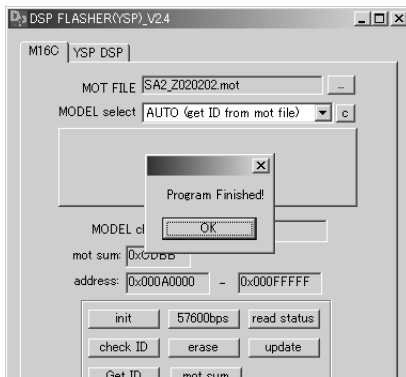 DSP FLASHER(YSP)_V2.4
M16C
YSP DSP
MOT FILE SA2_Z020202.mot ...
MODEL select AUTO (get ID from mot file) c
Program Finished!
OK
MODEL
mot sum:
address: 0x000A0000 - 0x000FFFFF
init 57600bps read status
check ID erase update
Get ID mot sum